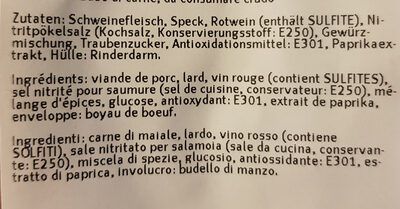 da consumare crudo
Zutaten: Schweinefleisch, Speck, Rotwein (enthält SULFITE), Ni-
tritpökelsalz (Kochsalz, Konservierungsstoff: E250), Gewürz-
mischung, Traubenzucker, Antioxidationsmittel: E301, Paprikaex-
trakt, Hülle: Rinderdarm.
Ingrédients: viande de porc, lard, vin rouge (contient SULFITES),
sel nitrité pour saumure (sel de cuisine, conservateur: E250), mé-
lange d'épices, glucose, antioxydant: E301, extrait de paprika,
enveloppe: boyau de boeuf.
Ingredienti: carne di maiale, lardo, vino rosso (contiene
SOLFITI), sale nitritato per salamoia (sale da cucina, conservan-
te: E250), miscela di spezie, glucosio, antiossidante: E301, es-
tratto di paprica, involucro: budello di manzo.